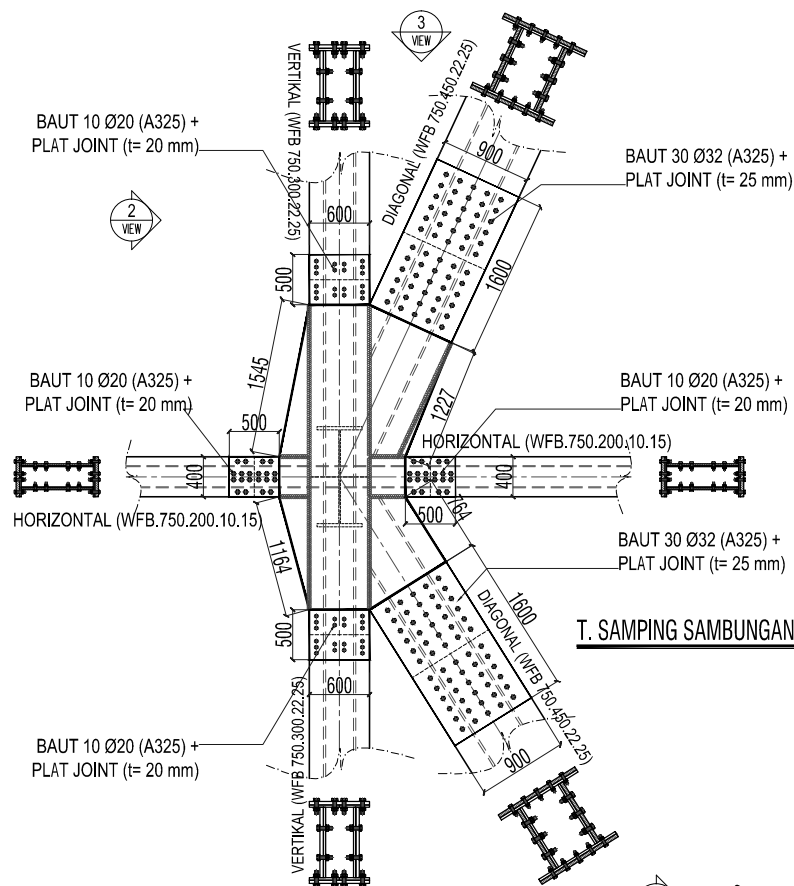 3
VIEW
VERTIKAL (WFB 750.300.22.25)
DIAGONAL (WFB 750.450.22.25)
BAUT 10 Ø20 (A325) +
PLAT JOINT (t= 20 mm)
900
BAUT 30 Ø32 (A325) +
PLAT JOINT (t= 25 mm)
2
VIEW
600
500
1600
1545
1227
BAUT 10 Ø20 (A325) +
PLAT JOINT (t= 20 mm)
500
BAUT 10 Ø20 (A325) +
PLAT JOINT (t= 20 mm)
HORIZONTAL (WFB.750.200.10.15)
400
400
HORIZONTAL (WFB.750.200.10.15)
500
764
1164
BAUT 30 Ø32 (A325) +
PLAT JOINT (t= 25 mm)
500
1600
DIAGONAL (WFB 750.450.22.25)
T. SAMPING SAMBUNGAN
600
VERTIKAL (WFB 750.300.22.25)
BAUT 10 Ø20 (A325) +
PLAT JOINT (t= 20 mm)
900